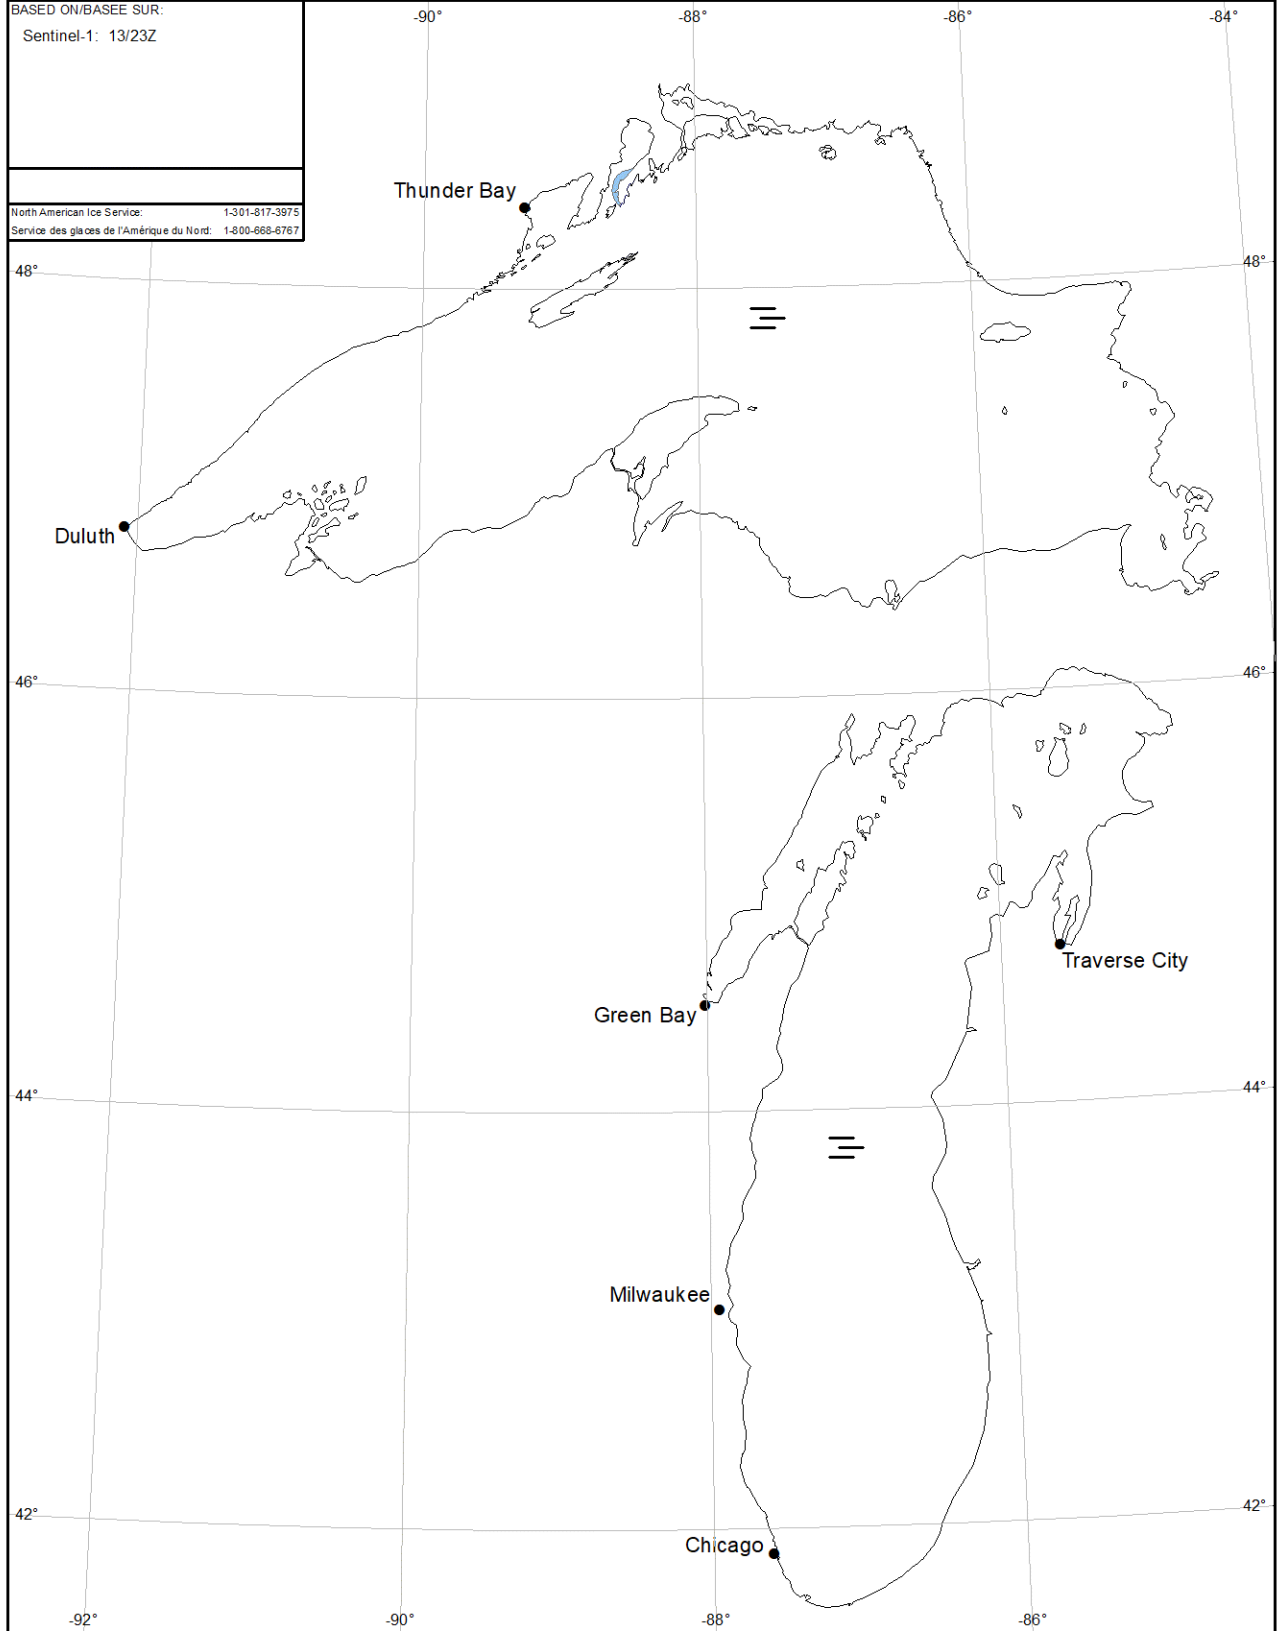 BASED ON/BASEE SUR:
Sentinel-1: 13/23Z
North American Ice Service: 1-301-817-3975
Service des glaces de l'Amérique du Nord: 1-800-668-6767
-90° -88° -86° -84°
Thunder Bay
48° 48°
Duluth
46° 46°
Traverse City
Green Bay
44° 44°
Milwaukee
42° 42°
Chicago
-92° -90° -88° -86°